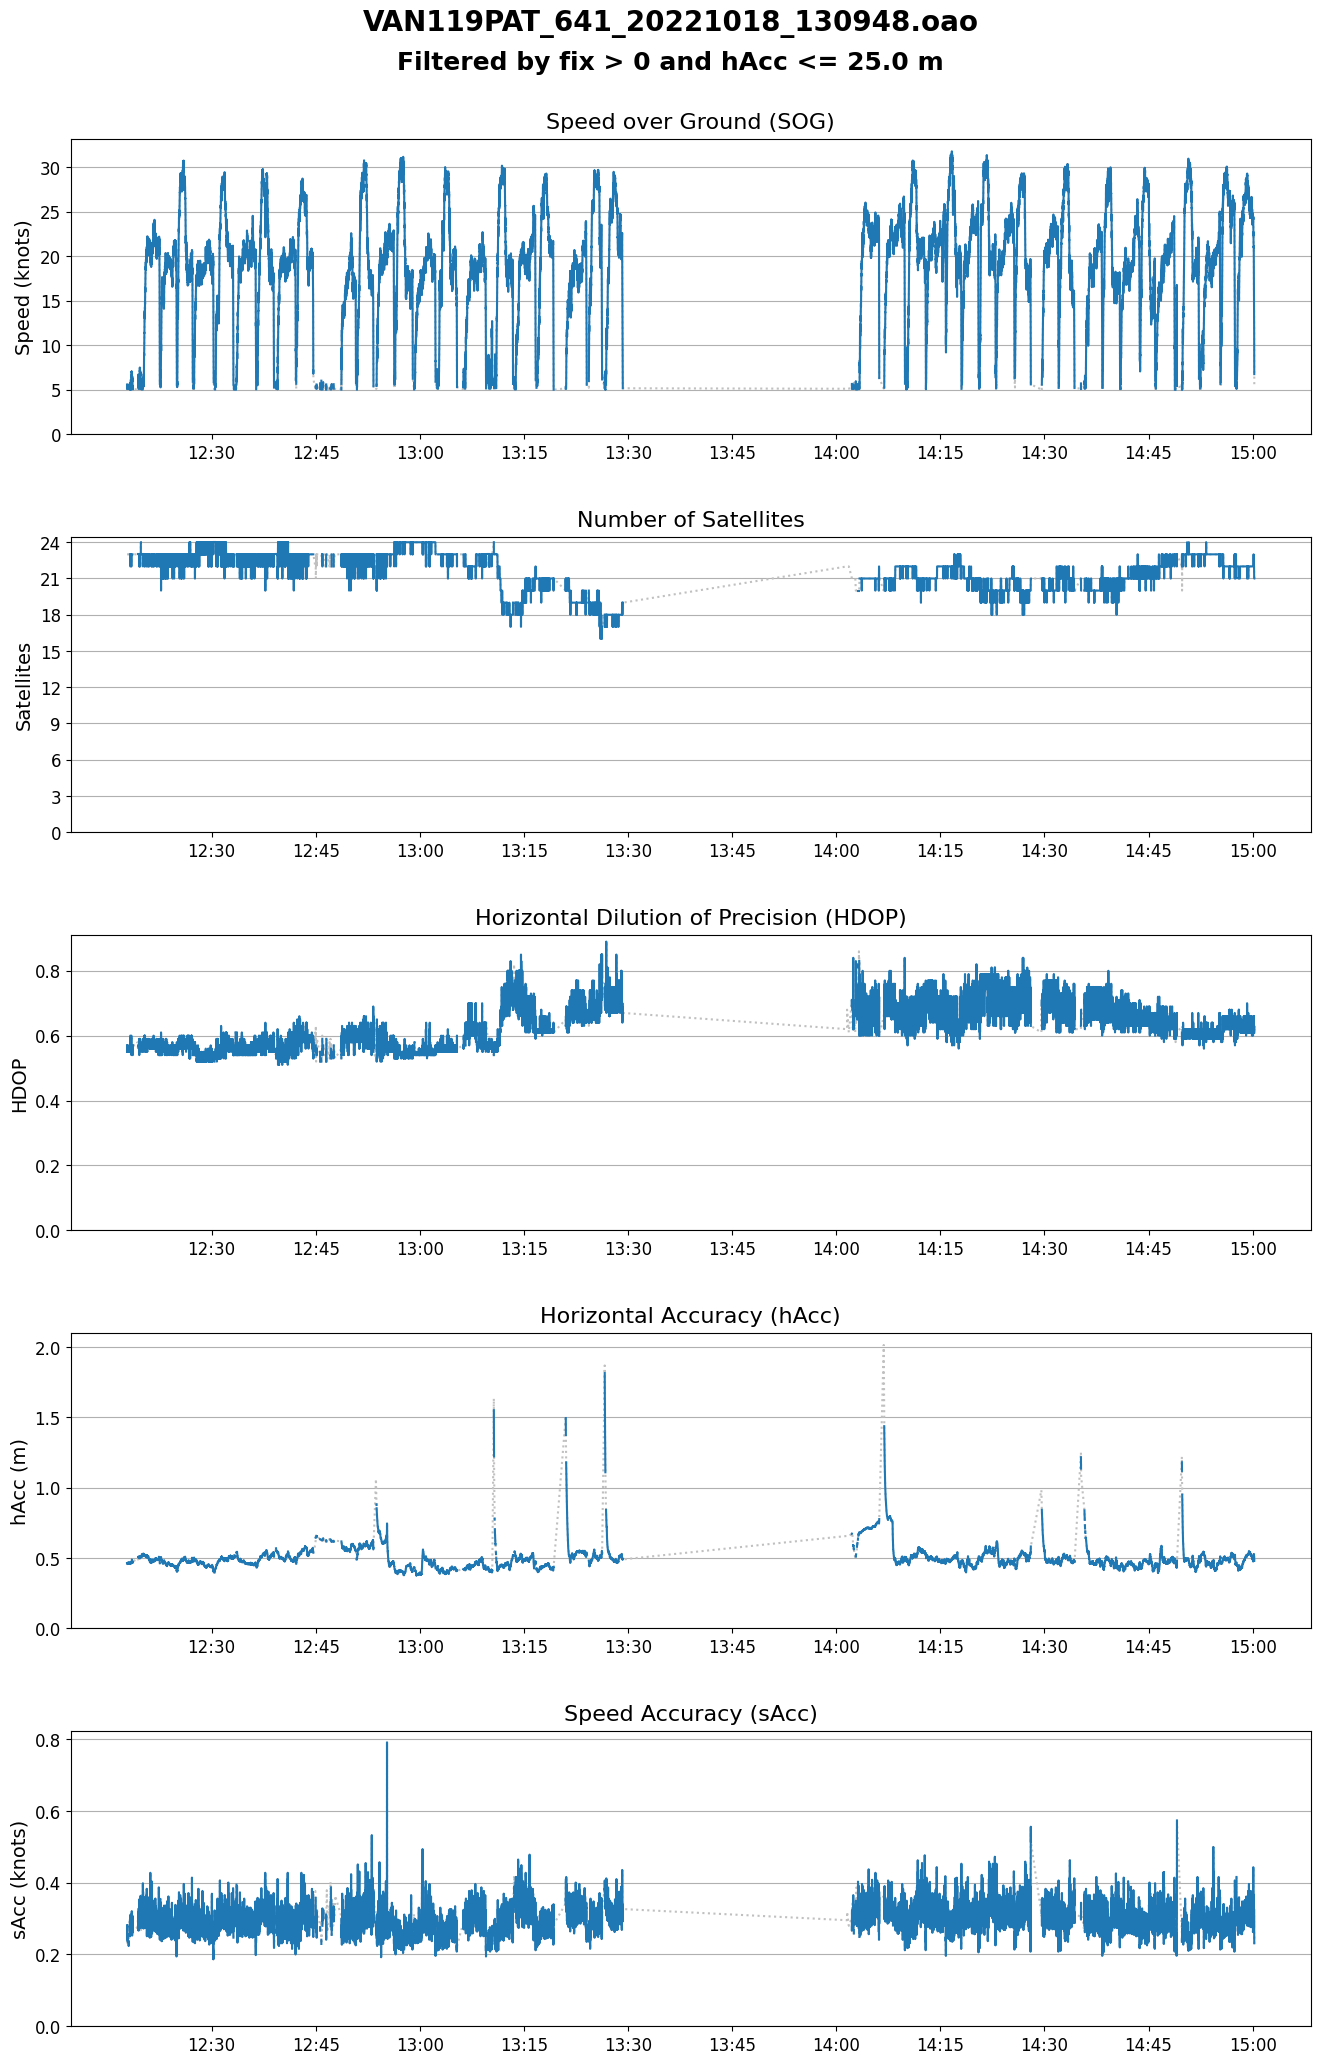 VAN119PAT_641_20221018_130948.oao
Filtered by fix > 0 and hAcc <= 25.0 m
Speed over Ground (SOG)
Speed (knots)
30
25
20
15
10
5
0
12:30 12:45 13:00 13:15 13:30 13:45 14:00 14:15 14:30 14:45 15:00
Number of Satellites
Satellites
24
21
18
15
12
9
6
3
0
12:30 12:45 13:00 13:15 13:30 13:45 14:00 14:15 14:30 14:45 15:00
Horizontal Dilution of Precision (HDOP)
HDOP
0.8
0.6
0.4
0.2
0.0
12:30 12:45 13:00 13:15 13:30 13:45 14:00 14:15 14:30 14:45 15:00
Horizontal Accuracy (hAcc)
hAcc (m)
2.0
1.5
1.0
0.5
0.0
12:30 12:45 13:00 13:15 13:30 13:45 14:00 14:15 14:30 14:45 15:00
Speed Accuracy (sAcc)
sAcc (knots)
0.8
0.6
0.4
0.2
0.0
12:30 12:45 13:00 13:15 13:30 13:45 14:00 14:15 14:30 14:45 15:00